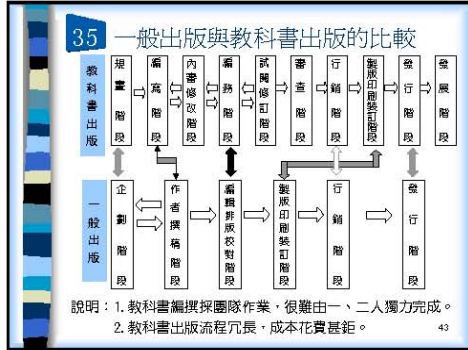 35 一般出版與教科書出版的比較
教科書出版
規畫階段
編寫階段
內審修改階段
編務階段
試閱修訂階段
審查階段
行銷階段
製版印刷裝訂階段
發行階段
發展階段
一般出版
企劃階段
作者撰稿階段
編輯排版校對階段
製版印刷裝訂階段
行銷階段
發行階段
說明：1. 教科書編撰採團隊作業，很難由一、二人獨力完成。
2. 教科書出版流程冗長，成本花費甚鉅。
43